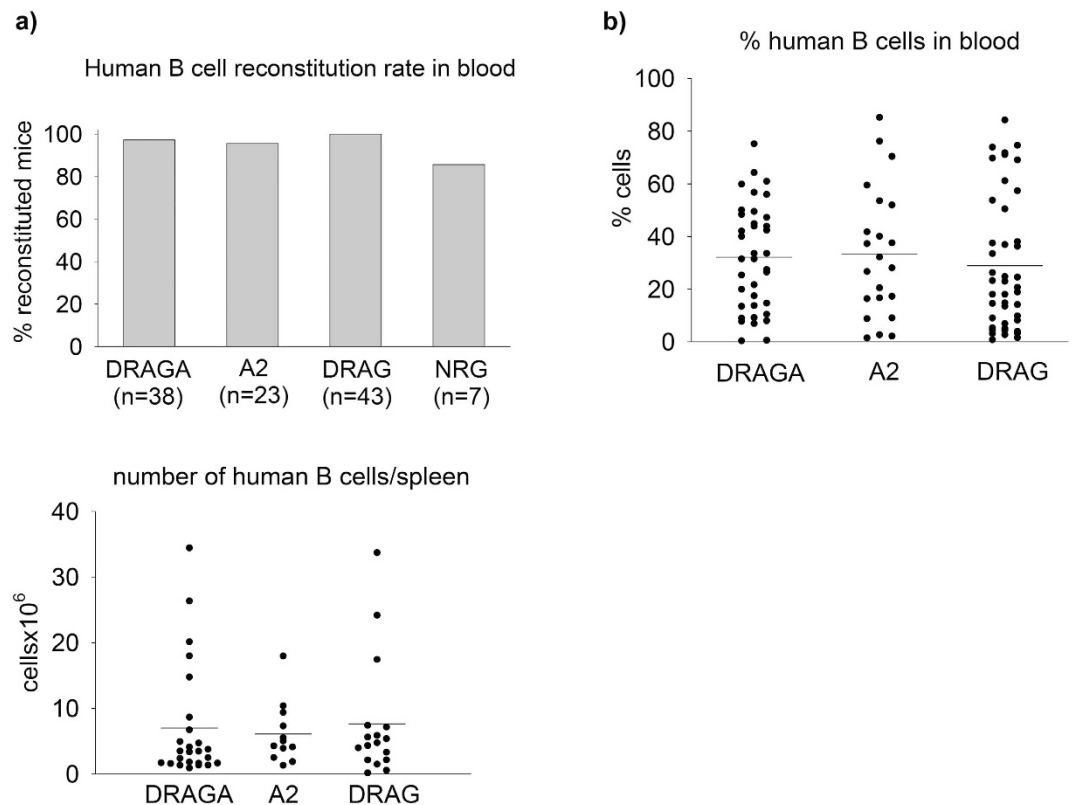 a)
Human B cell reconstitution rate in blood
% reconstituted mice
100
80
60
40
20
0
DRAGA A2 DRAG NRG
(n=38) (n=23) (n=43) (n=7)
b)
% human B cells in blood
% cells
100
80
60
40
20
0
DRAGA A2 DRAG
number of human B cells/spleen
cellsx10⁶
40
30
20
10
0
DRAGA A2 DRAG